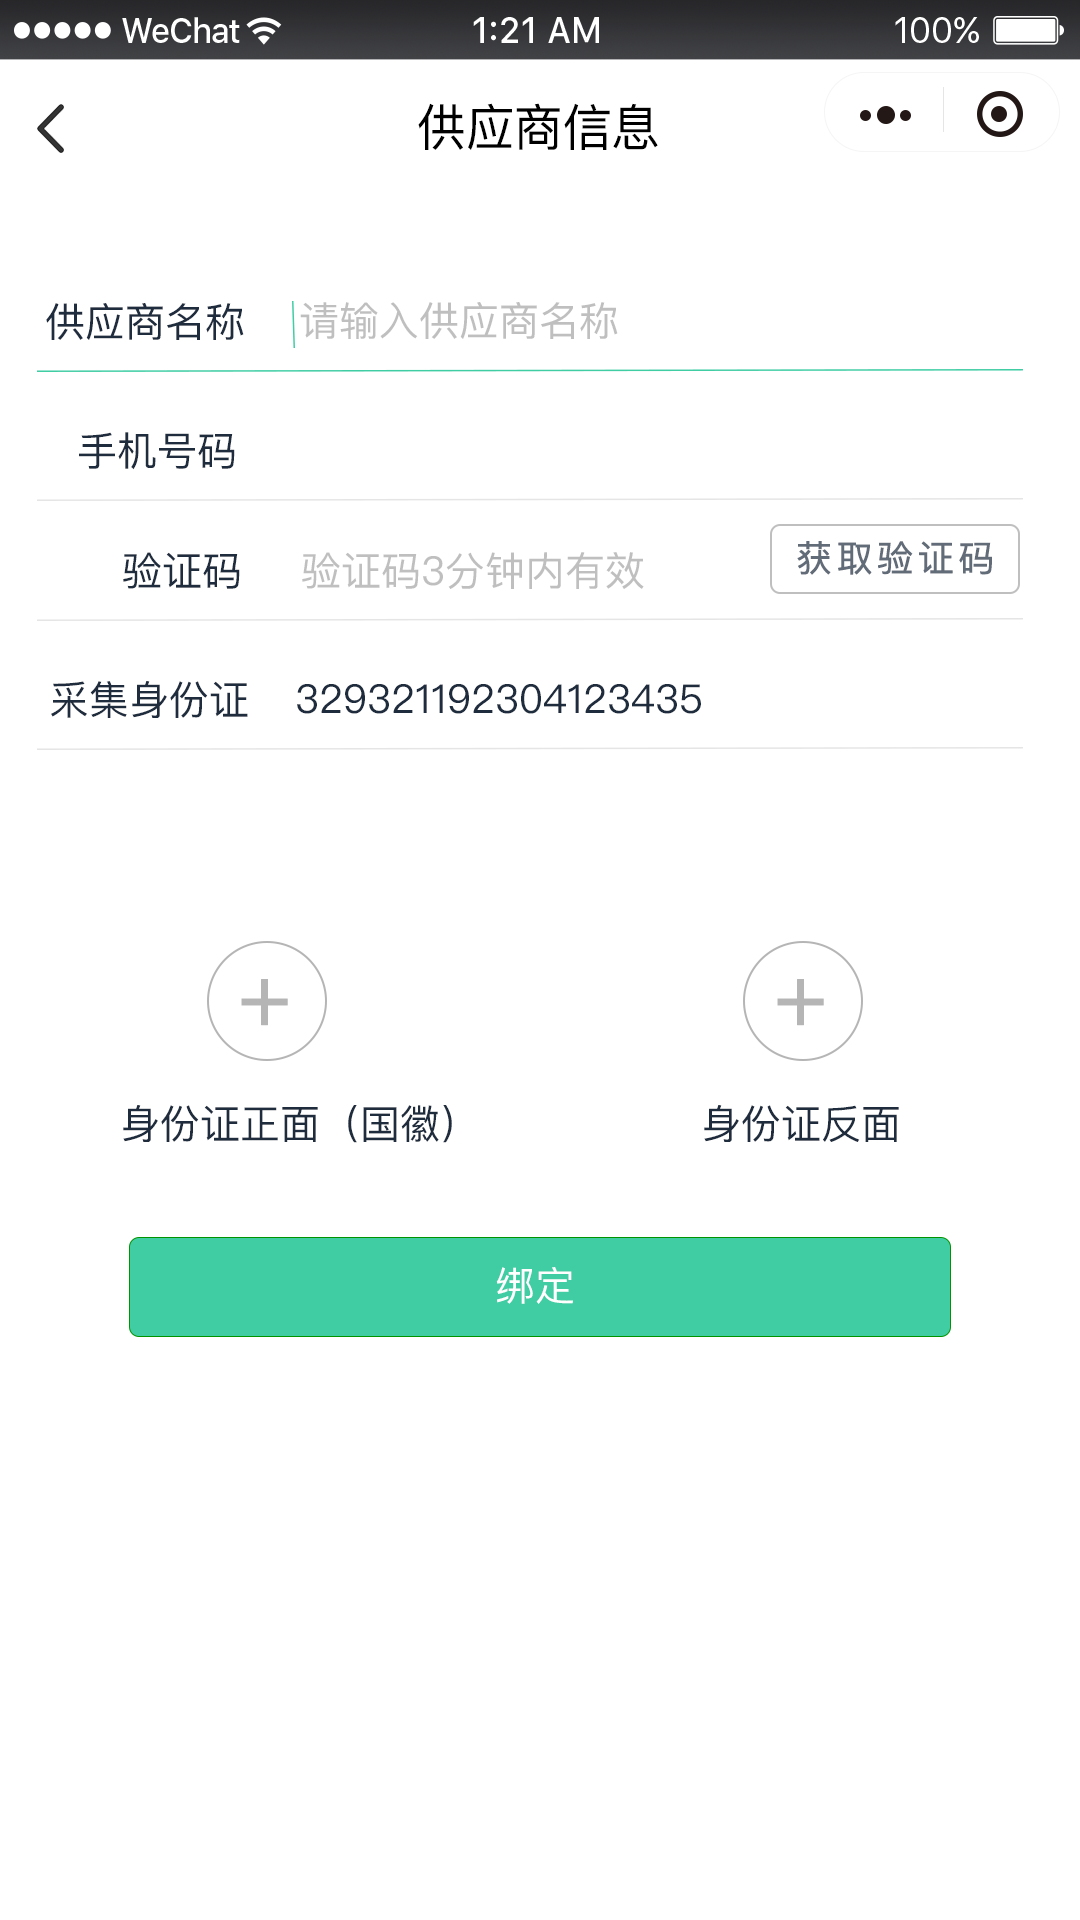 WeChat 1:21 AM 100%
供应商信息
供应商名称 请输入供应商名称
手机号码
验证码 验证码3分钟内有效 获取验证码
采集身份证 329321192304123435
身份证正面（国徽） 身份证反面
绑定